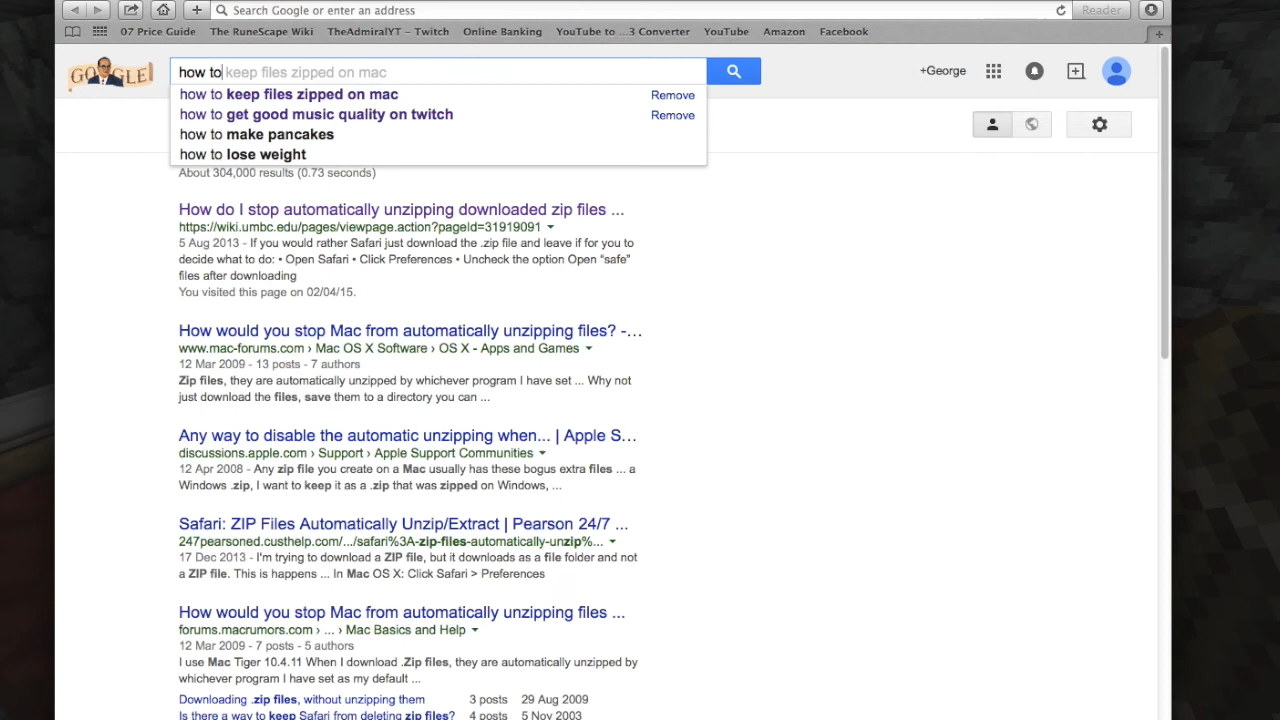 Search Google or enter an address
Reader
07 Price Guide The RuneScape Wiki TheAdmiralYT - Twitch Online Banking YouTube to ...3 Converter YouTube Amazon Facebook
GOOGLE!
how to keep files zipped on mac
+George
how to keep files zipped on mac Remove
how to get good music quality on twitch Remove
how to make pancakes
how to lose weight
About 304,000 results (0.73 seconds)
How do I stop automatically unzipping downloaded zip files ...
https://wiki.umbc.edu/pages/viewpage.action?pageId=31919091
5 Aug 2013 - If you would rather Safari just download the .zip file and leave if for you to
decide what to do: • Open Safari • Click Preferences • Uncheck the option Open “safe”
files after downloading
You visited this page on 02/04/15.
How would you stop Mac from automatically unzipping files? -...
www.mac-forums.com › Mac OS X Software › OS X - Apps and Games
12 Mar 2009 - 13 posts - 7 authors
Zip files, they are automatically unzipped by whichever program I have set ... Why not
just download the files, save them to a directory you can ...
Any way to disable the automatic unzipping when... | Apple S...
discussions.apple.com › Support › Apple Support Communities
12 Apr 2008 - Any zip file you create on a Mac usually has these bogus extra files ... a
Windows .zip, I want to keep it as a .zip that was zipped on Windows, ...
Safari: ZIP Files Automatically Unzip/Extract | Pearson 24/7 ...
247pearsoned.custhelp.com/.../safari%3A-zip-files-automatically-unzip%...
17 Dec 2013 - I'm trying to download a ZIP file, but it downloads as a file folder and not
a ZIP file. This is happens ... In Mac OS X: Click Safari > Preferences
How would you stop Mac from automatically unzipping files ...
forums.macrumors.com › ... › Mac Basics and Help
12 Mar 2009 - 7 posts - 5 authors
I use Mac Tiger 10.4.11 When I download .Zip files, they are automatically unzipped by
whichever program I have set as my default ...
Downloading .zip files, without unzipping them 3 posts 29 Aug 2009
Is there a way to keep Safari from deleting zip files? 4 posts 5 Nov 2003